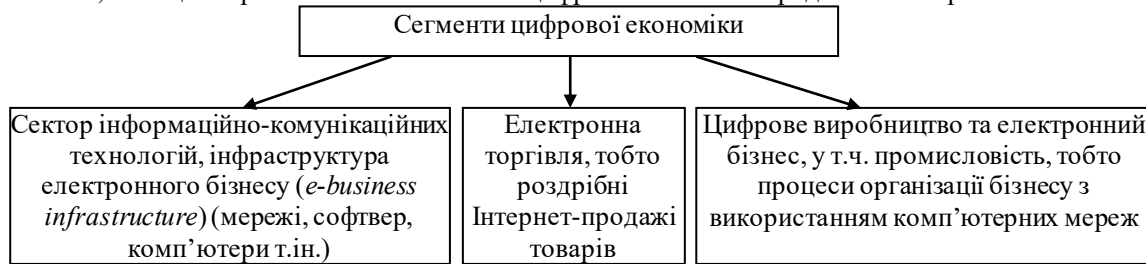 Сегменти цифрової економіки
Сектор інформаційно-комунікаційних
технологій, інфраструктура
електронного бізнесу (e-business
infrastructure) (мережі, софтвер,
комп’ютери т.ін.)
Електронна
торгівля, тобто
роздрібні
Інтернет-продажі
товарів
Цифрове виробництво та електронний
бізнес, у т.ч. промисловість, тобто
процеси організації бізнесу з
використанням комп’ютерних мереж